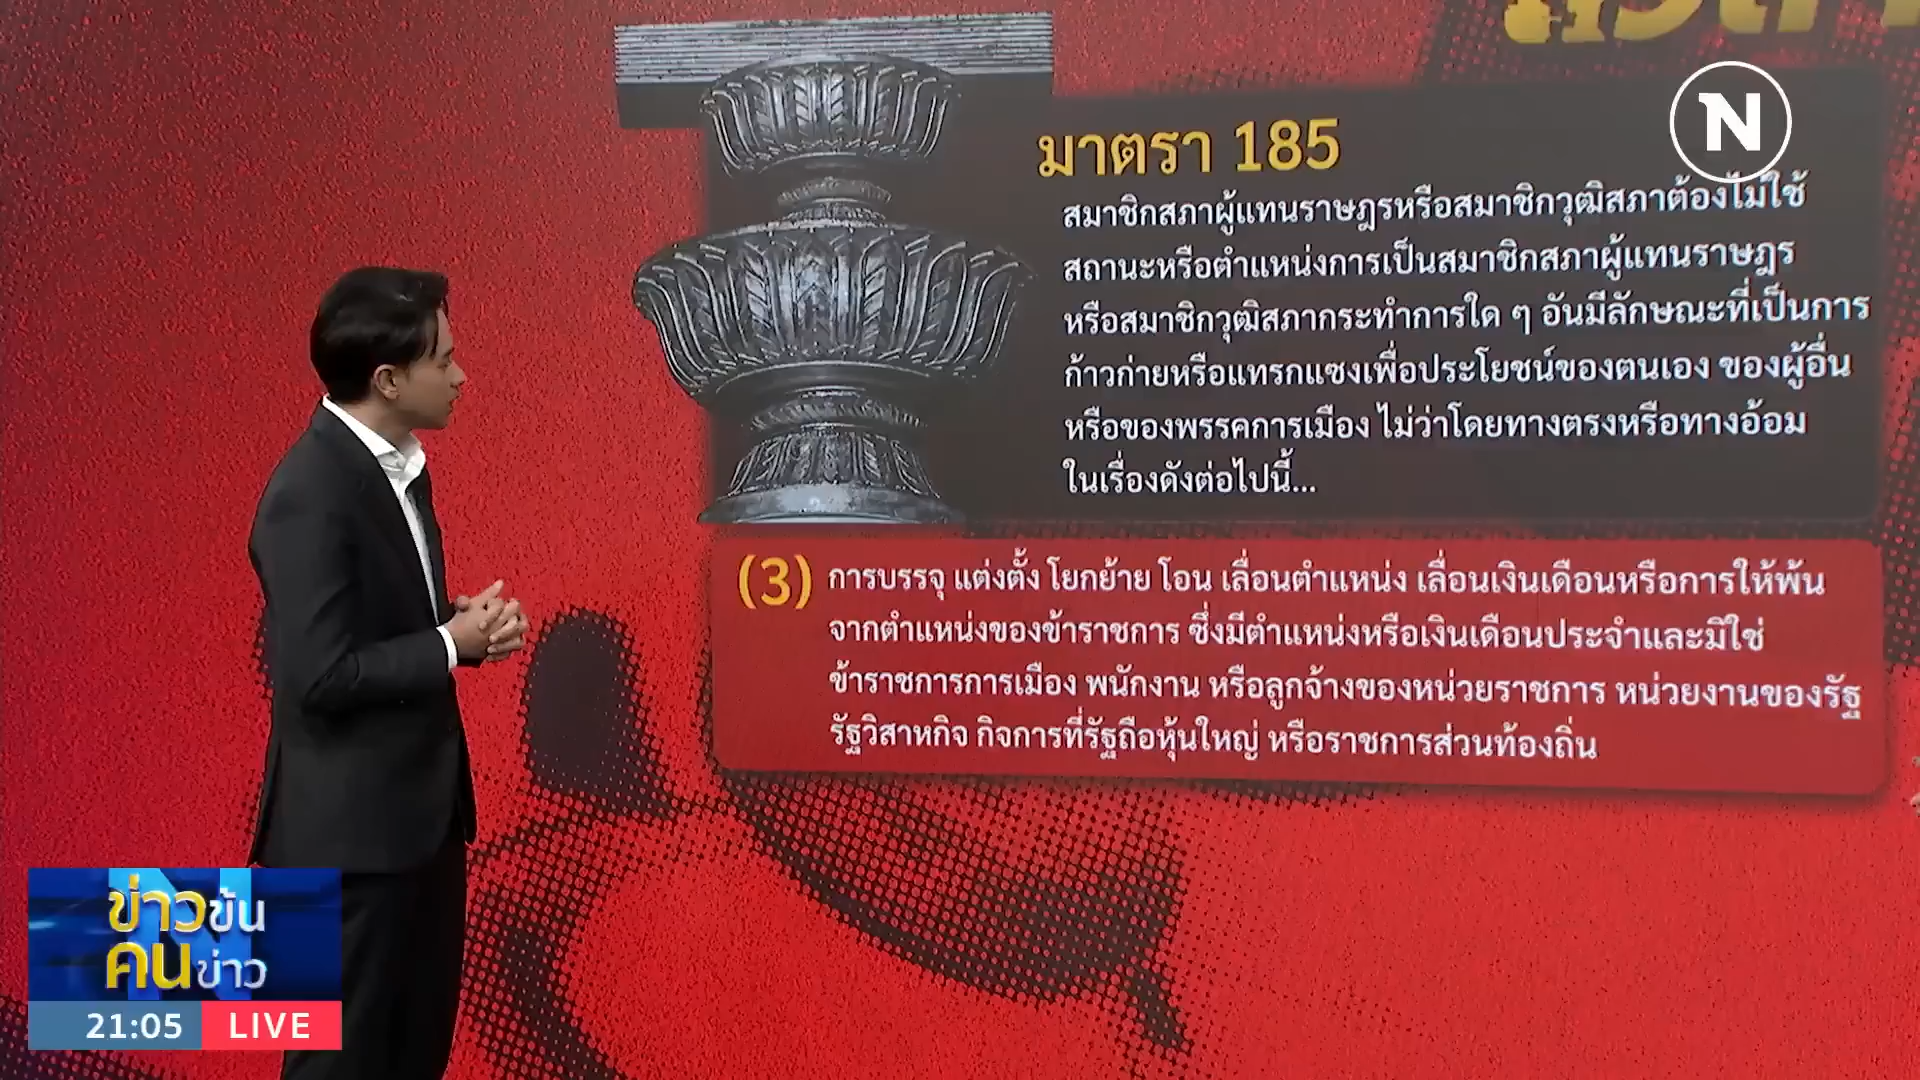 N
มาตรา 185
สมาชิกสภาผู้แทนราษฎรหรือสมาชิกวุฒิสภาต้องไม่ใช้
สถานะหรือตำแหน่งการเป็นสมาชิกสภาผู้แทนราษฎร
หรือสมาชิกวุฒิสภากระทำการใด ๆ อันมีลักษณะที่เป็นการ
ก้าวก่ายหรือแทรกแซงเพื่อประโยชน์ของตนเอง ของผู้อื่น
หรือของพรรคการเมือง ไม่ว่าโดยทางตรงหรือทางอ้อม
ในเรื่องดังต่อไปนี้...
(3) การบรรจุ แต่งตั้ง โยกย้าย โอน เลื่อนตำแหน่ง เลื่อนเงินเดือนหรือการให้พ้น
จากตำแหน่งของข้าราชการ ซึ่งมีตำแหน่งหรือเงินเดือนประจำและมิใช่
ข้าราชการการเมือง พนักงาน หรือลูกจ้างของหน่วยราชการ หน่วยงานของรัฐ
รัฐวิสาหกิจ กิจการที่รัฐถือหุ้นใหญ่ หรือราชการส่วนท้องถิ่น
ข่าวข้น
คนข่าว
21:05 LIVE